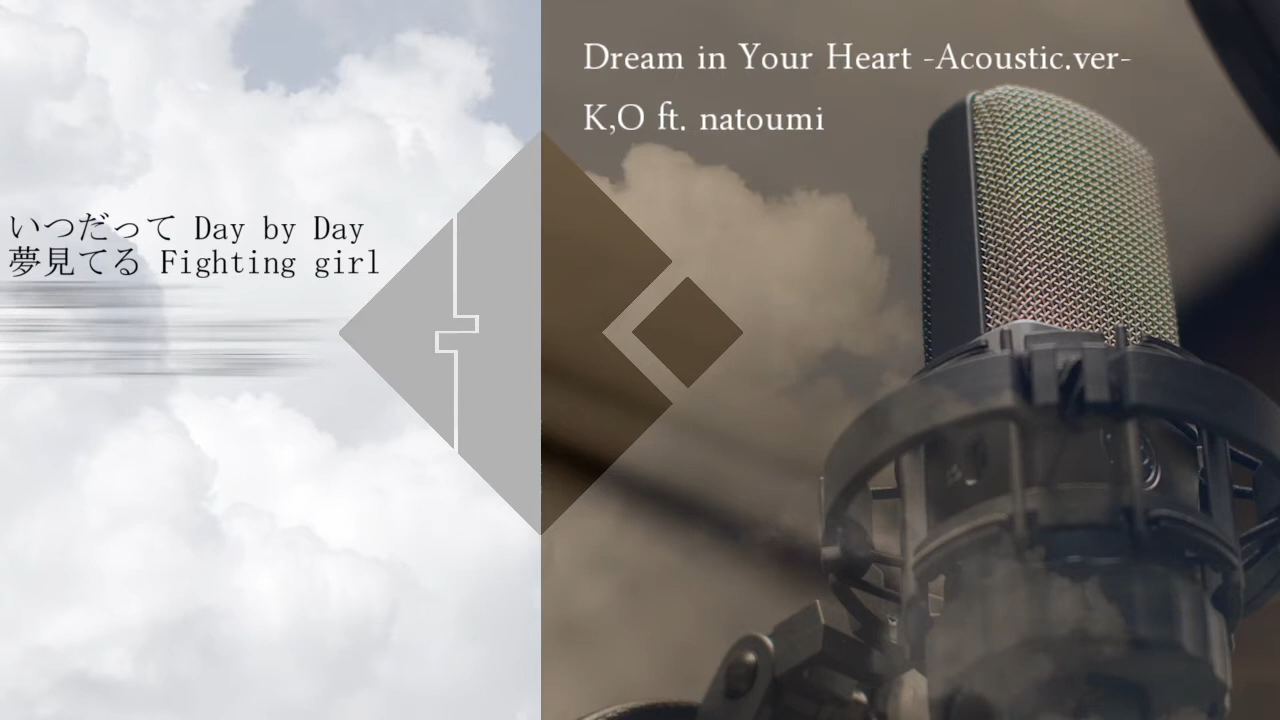 Dream in Your Heart -Acoustic.ver-
K,O ft. natoumi
いつだって Day by Day
夢見てる Fighting girl